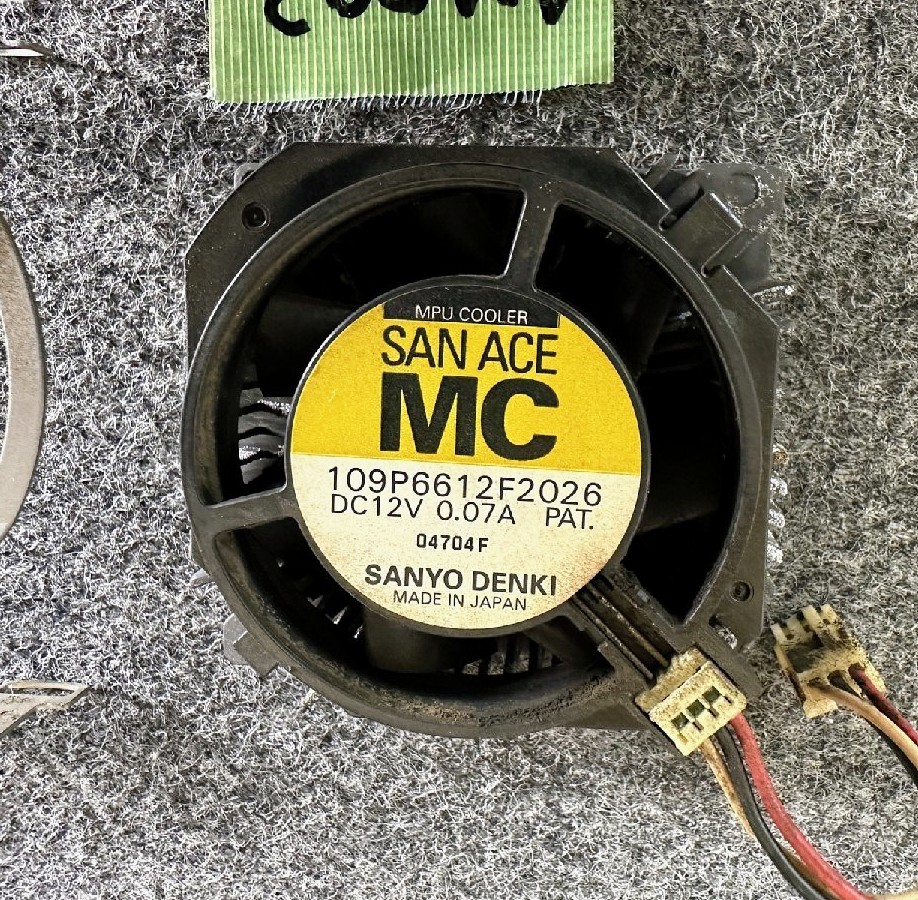 MPU COOLER
SAN ACE
MC
109P6612F2026
DC12V 0.07A PAT.
04704F
SANYO DENKI
MADE IN JAPAN